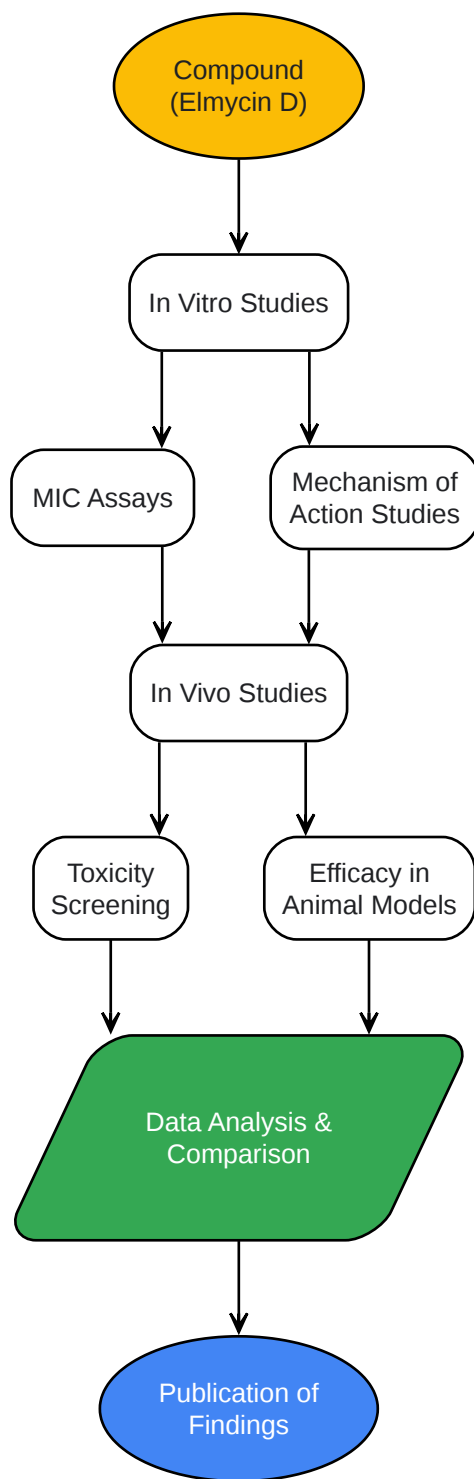 Compound
(Elmycin D)
In Vitro Studies
MIC Assays
Mechanism of
Action Studies
In Vivo Studies
Toxicity
Screening
Efficacy in
Animal Models
Data Analysis &
Comparison
Publication of
Findings